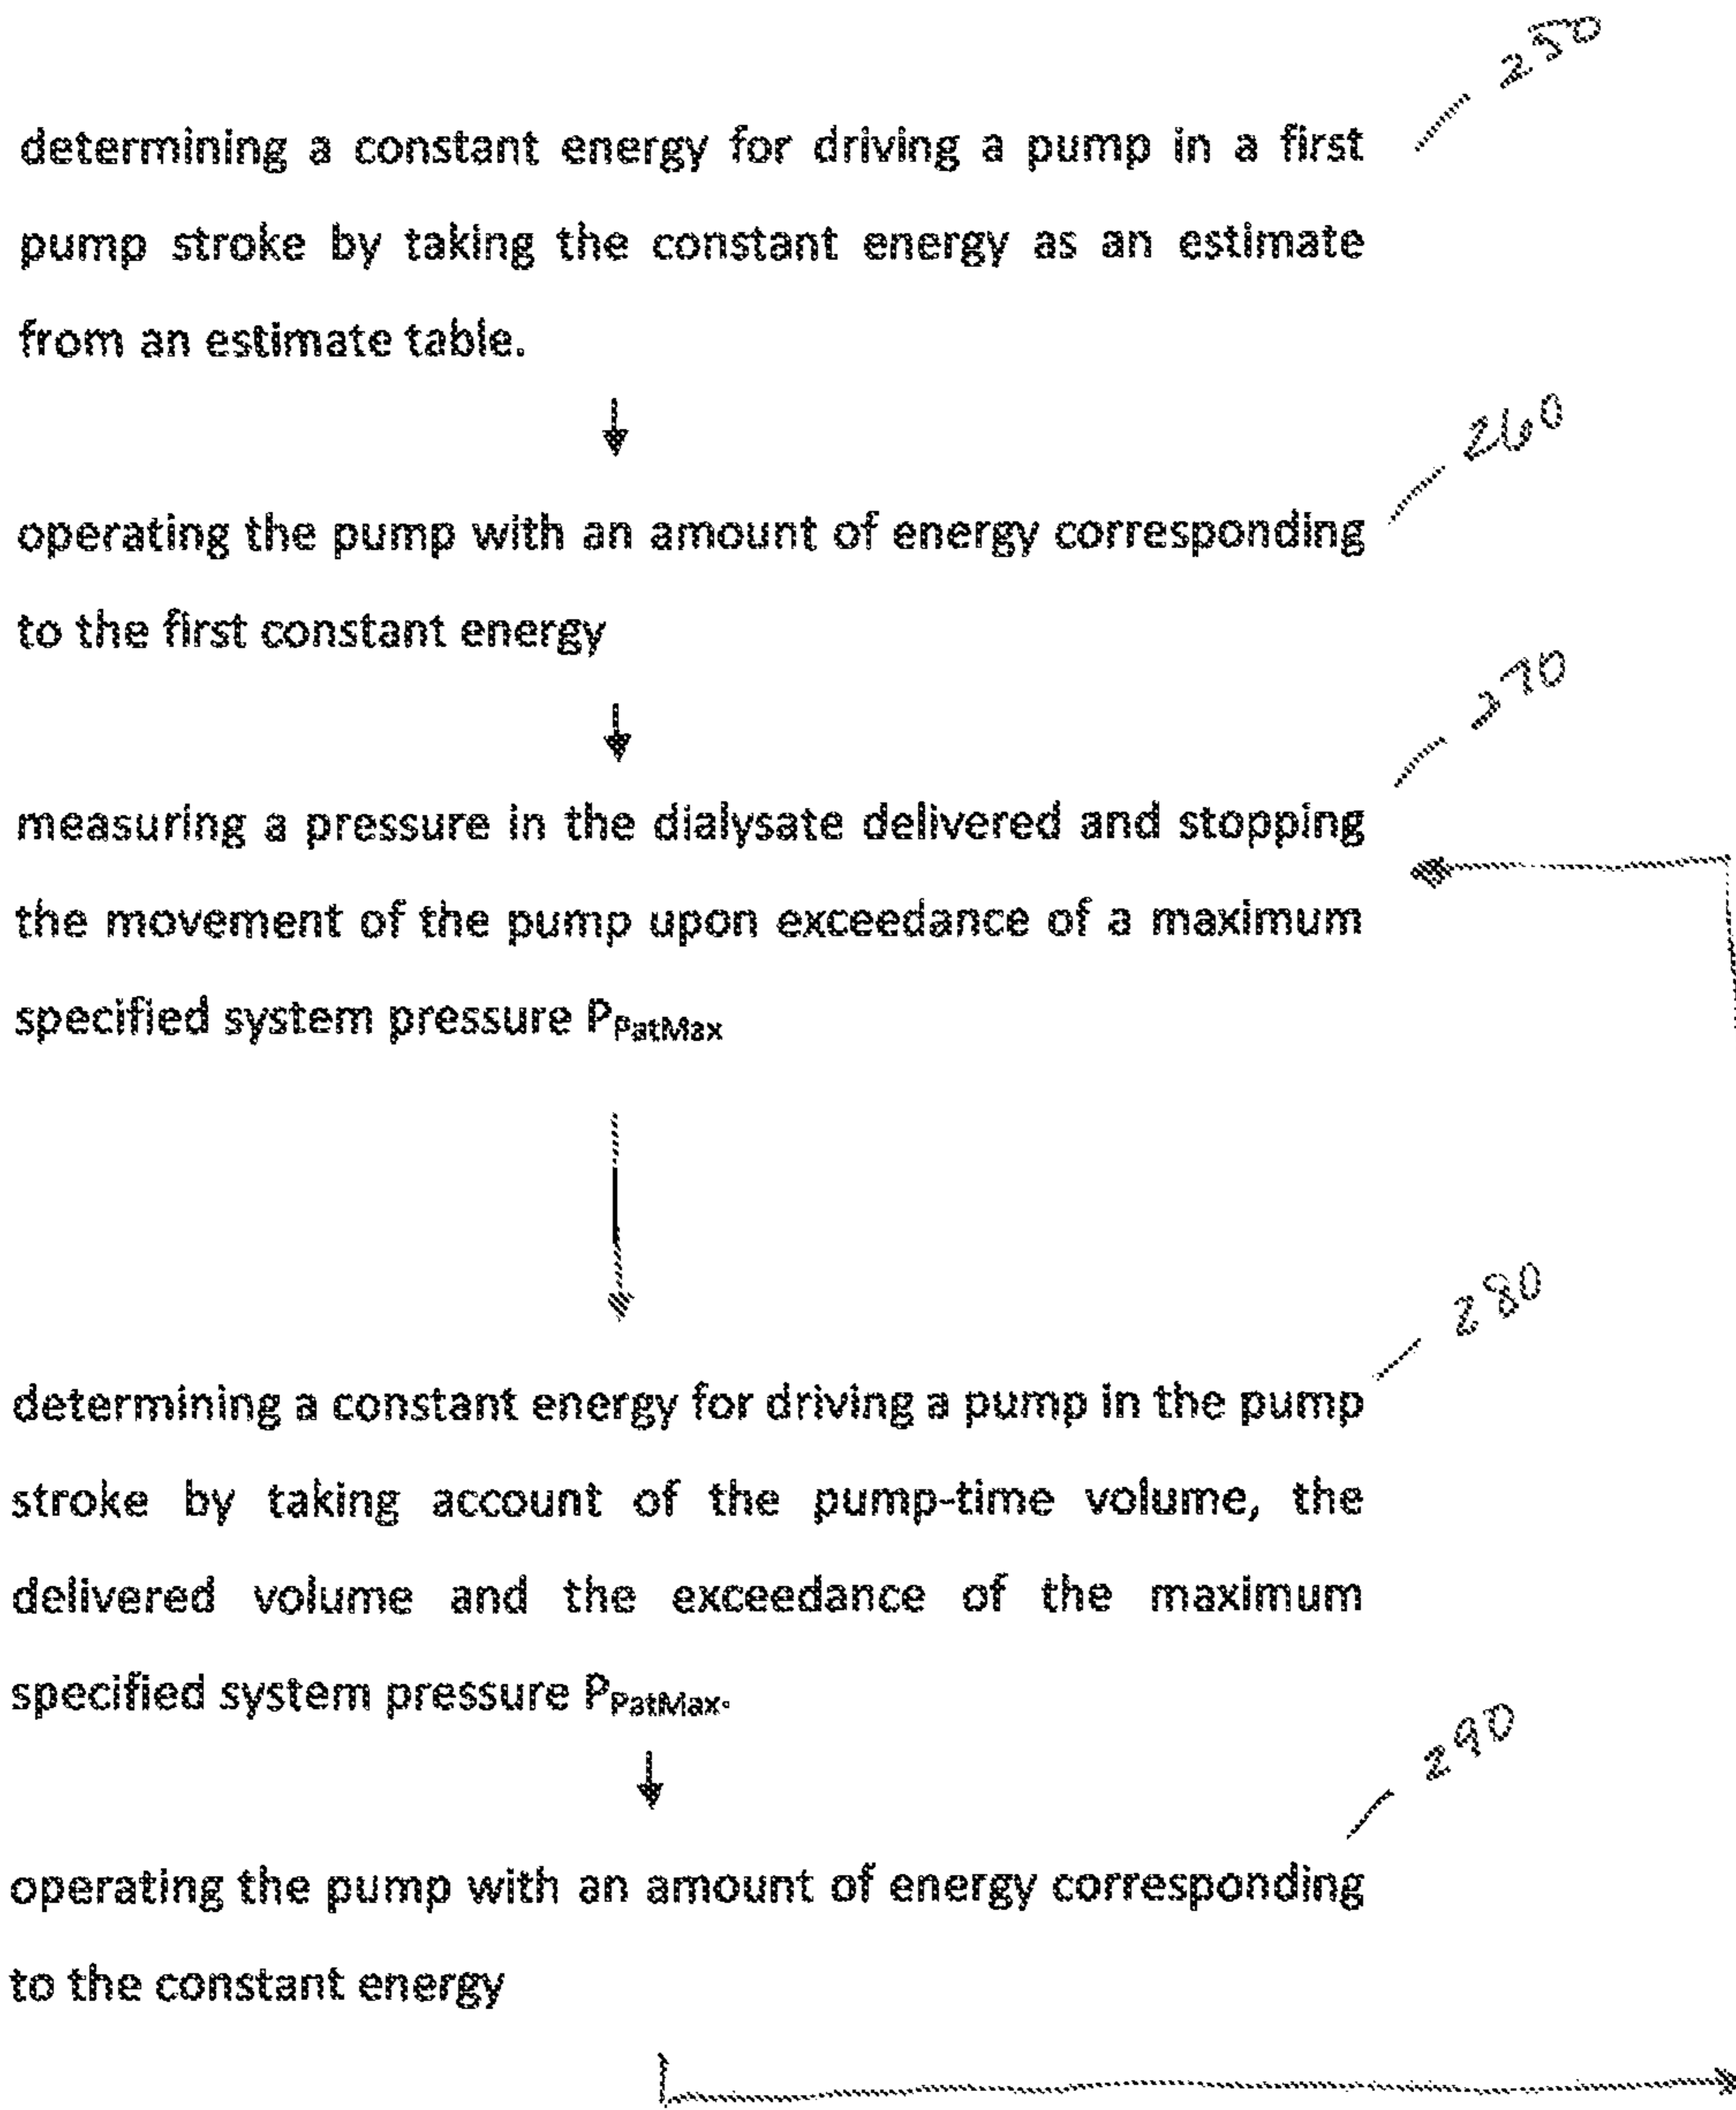 250
determining a constant energy for driving a pump in a first
pump stroke by taking the constant energy as an estimate
from an estimate table.
260
operating the pump with an amount of energy corresponding
to the first constant energy
270
measuring a pressure in the dialysate delivered and stopping
the movement of the pump upon exceedance of a maximum
specified system pressure PPatMax
280
determining a constant energy for driving a pump in the pump
stroke by taking account of the pump-time volume, the
delivered volume and the exceedance of the maximum
specified system pressure PPatMax.
290
operating the pump with an amount of energy corresponding
to the constant energy